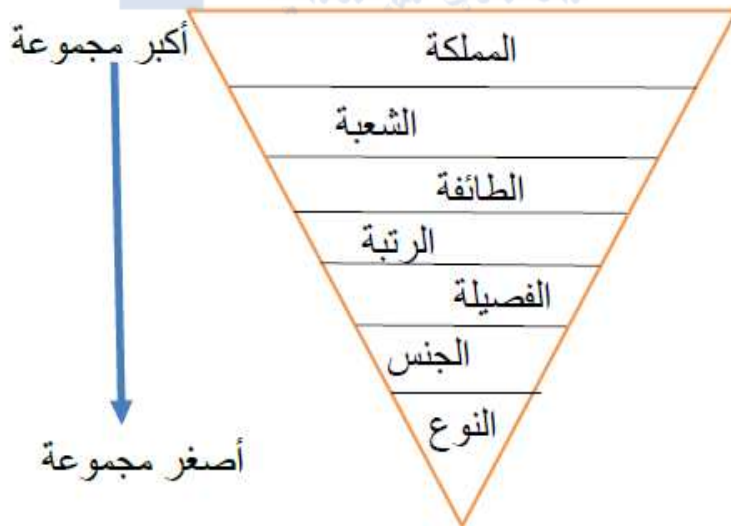 أكبر مجموعة
المملكة
الشعبة
الطائفة
الرتبة
الفصيلة
الجنس
النوع
أصغر مجموعة